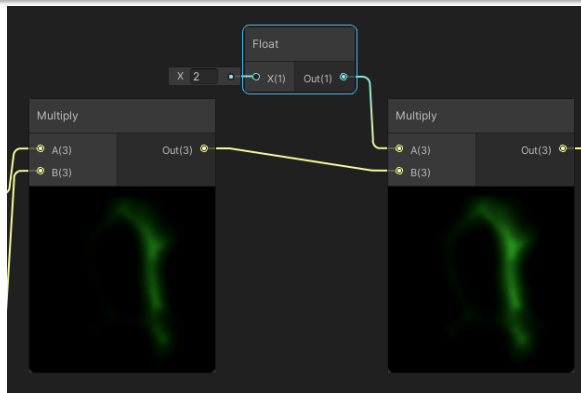 Float
X 2
X(1) Out(1)
Multiply
A(3) Out(3)
B(3)
Multiply
A(3) Out(3)
B(3)